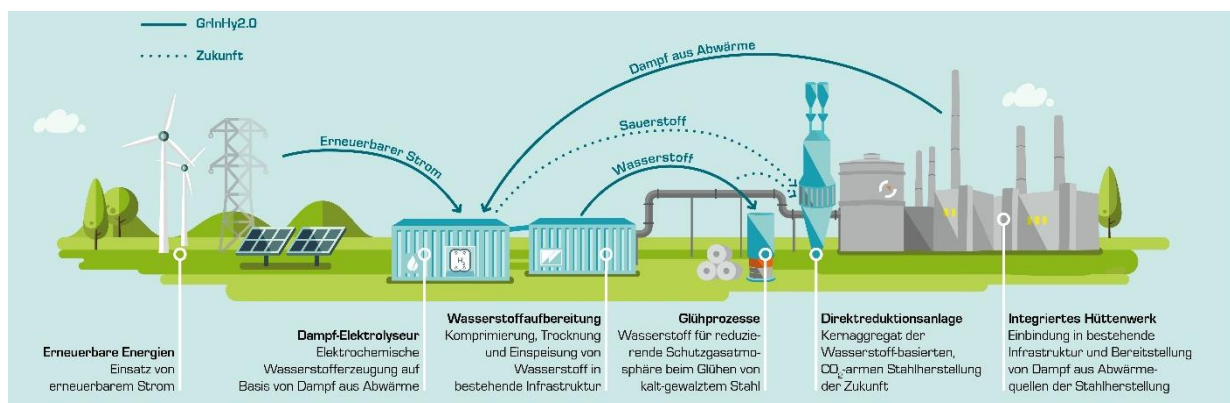 GrInHy2.0
Zukunft
Dampf aus Abwärme
Sauerstoff
Erneuerbarer Strom
Wasserstoff
H₂
Erneuerbare Energien
Einsatz von
erneuerbarem Strom
Dampf-Elektrolyseur
Elektrochemische
Wasserstofferzeugung auf
Basis von Dampf aus Abwärme
Wasserstoffaufbereitung
Komprimierung, Trocknung
und Einspeisung von
Wasserstoff in
bestehende Infrastruktur
Glühprozesse
Wasserstoff für reduzie-
rende Schutzgasatmo-
sphäre beim Glühen von
kalt-gewalztem Stahl
Direktreduktionsanlage
Kernaggregat der
Wasserstoff-basierten,
CO₂-armen Stahlherstellung
der Zukunft
Integriertes Hüttenwerk
Einbindung in bestehende
Infrastruktur und Bereitstellung
von Dampf aus Abwärme-
quellen der Stahlherstellung